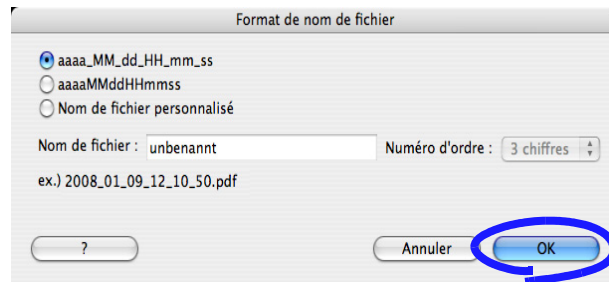 Format de nom de fichier
aaaa_MM_dd_HH_mm_ss
aaaaMMddHHmmss
Nom de fichier personnalisé
Nom de fichier : unbenannt Numéro d'ordre : 3 chiffres
ex.) 2008_01_09_12_10_50.pdf
? Annuler OK